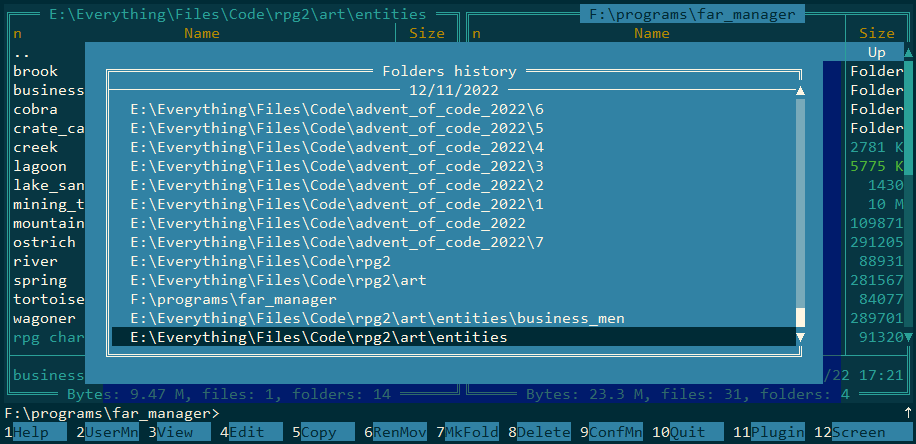 E:\Everything\Files\Code\rpg2\art\entities F:\programs\far_manager
n Name Size n Name Size
.. Up
Folders history
brook Folder
12/11/2022
business Folder
cobra E:\Everything\Files\Code\advent_of_code_2022\6 Folder
crate_ca E:\Everything\Files\Code\advent_of_code_2022\5 Folder
creek E:\Everything\Files\Code\advent_of_code_2022\4 2781 K
lagoon E:\Everything\Files\Code\advent_of_code_2022\3 5775 K
lake_san E:\Everything\Files\Code\advent_of_code_2022\2 1430
mining_t E:\Everything\Files\Code\advent_of_code_2022\1 10 M
mountain E:\Everything\Files\Code\advent_of_code_2022 109871
ostrich E:\Everything\Files\Code\advent_of_code_2022\7 291205
river E:\Everything\Files\Code\rpg2 88931
spring E:\Everything\Files\Code\rpg2\art 281567
tortoise F:\programs\far_manager 84077
wagoner E:\Everything\Files\Code\rpg2\art\entities\business_men 289701
rpg char E:\Everything\Files\Code\rpg2\art\entities 91320
business /22 17:21
Bytes: 9.47 M, files: 1, folders: 14 Bytes: 23.3 M, files: 31, folders: 4
F:\programs\far_manager>
1Help 2UserMn 3View 4Edit 5Copy 6RenMov 7MkFold 8Delete 9ConfMn 10Quit 11Plugin 12Screen